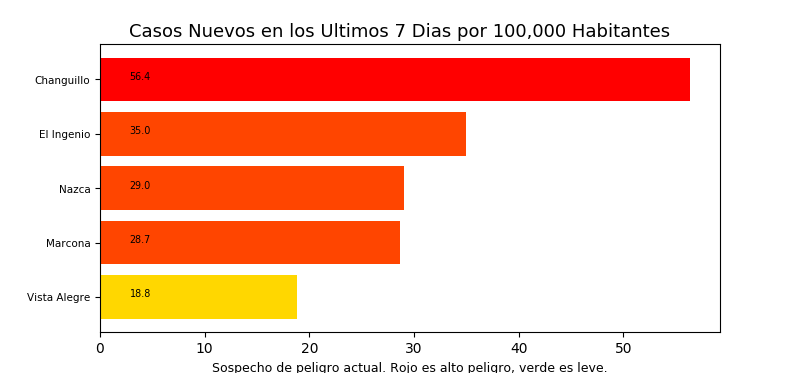 Casos Nuevos en los Ultimos 7 Dias por 100,000 Habitantes
Changuillo 56.4
El Ingenio 35.0
Nazca 29.0
Marcona 28.7
Vista Alegre 18.8
0 10 20 30 40 50
Sospecho de peligro actual. Rojo es alto peligro, verde es leve.